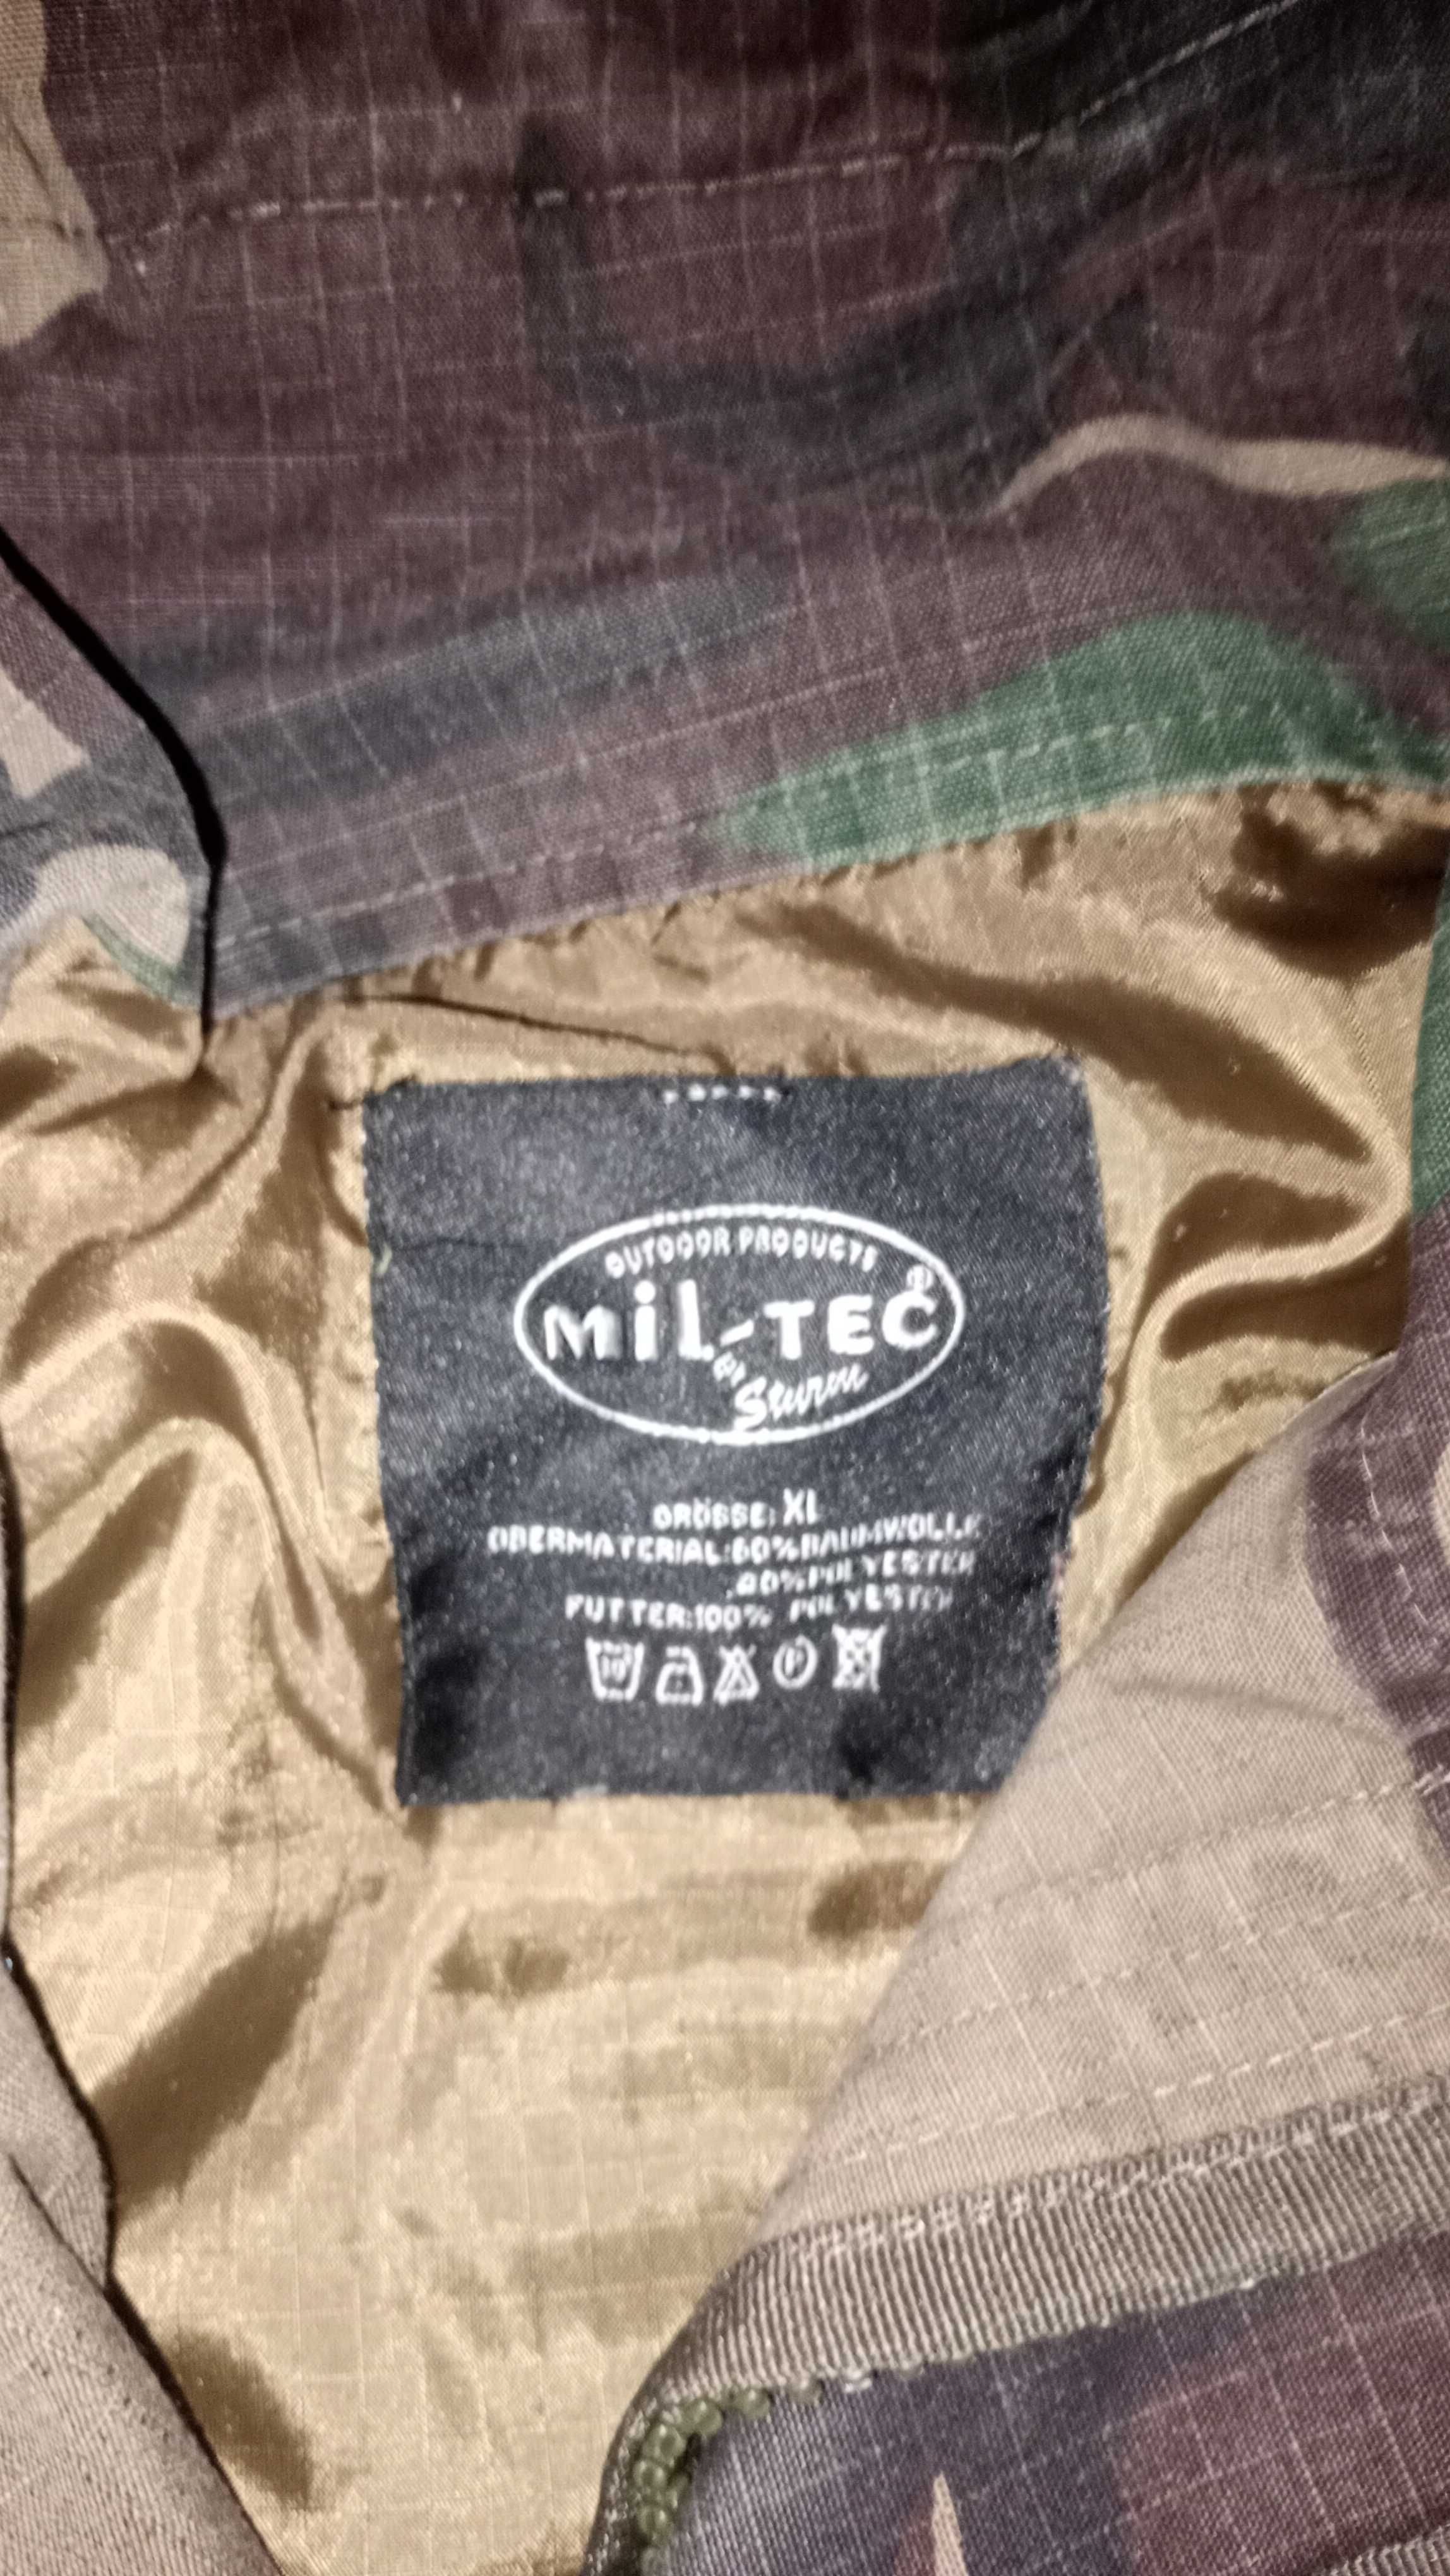 OUTDOOR PRODUCTS
MiL-TEC®
BY
Sturm
GRÖSSE: XL
OBERMATERIAL:60%BAUMWOLLE
40%POLYESTER
FUTTER:100% POLYESTER
P